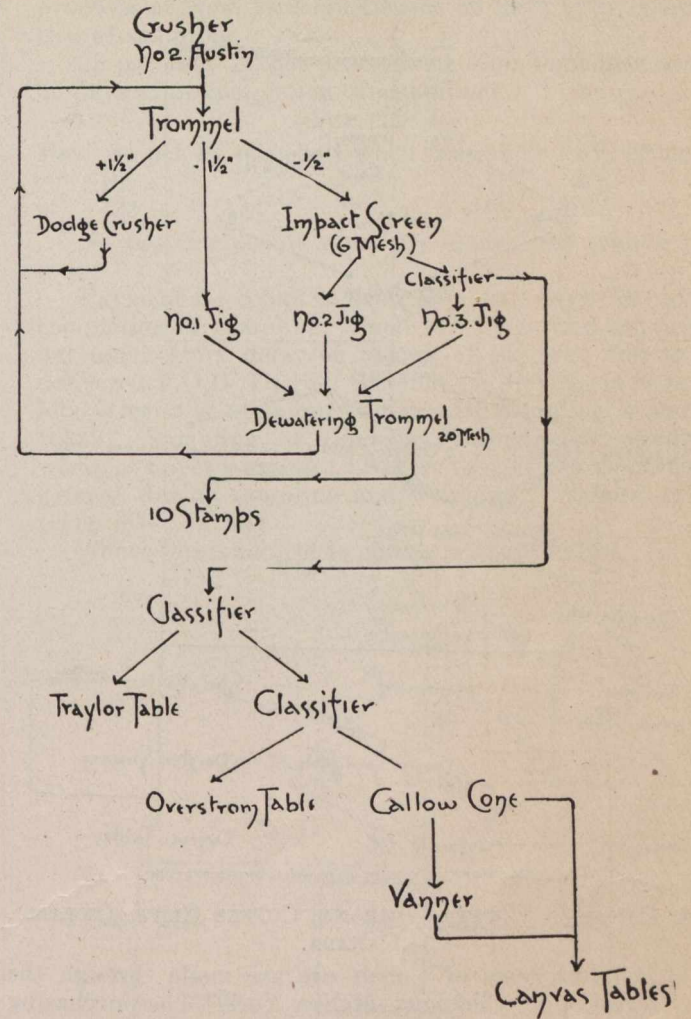 Crusher
No 2. Austin
Trommel
+1½" - 1½" -½"
Dodge Crusher
Impact Screen
(6 Mesh)
Classifier
No.1 Jig No.2 Jig No.3. Jig
Dewatering Trommel
20 Mesh
10 Stamps
Classifier
Traylor Table Classifier
Overstrom Table Callow Cone
Vanner
Canvas Tables